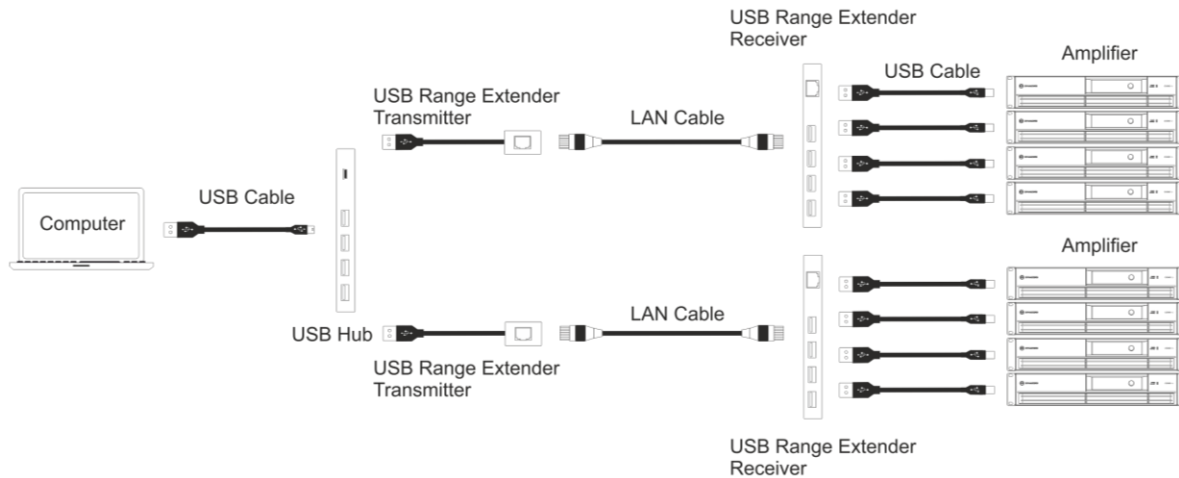 USB Range Extender
Receiver
Amplifier
USB Cable
USB Range Extender
Transmitter
LAN Cable
USB Cable
Computer
Amplifier
LAN Cable
USB Hub
USB Range Extender
Transmitter
USB Range Extender
Receiver